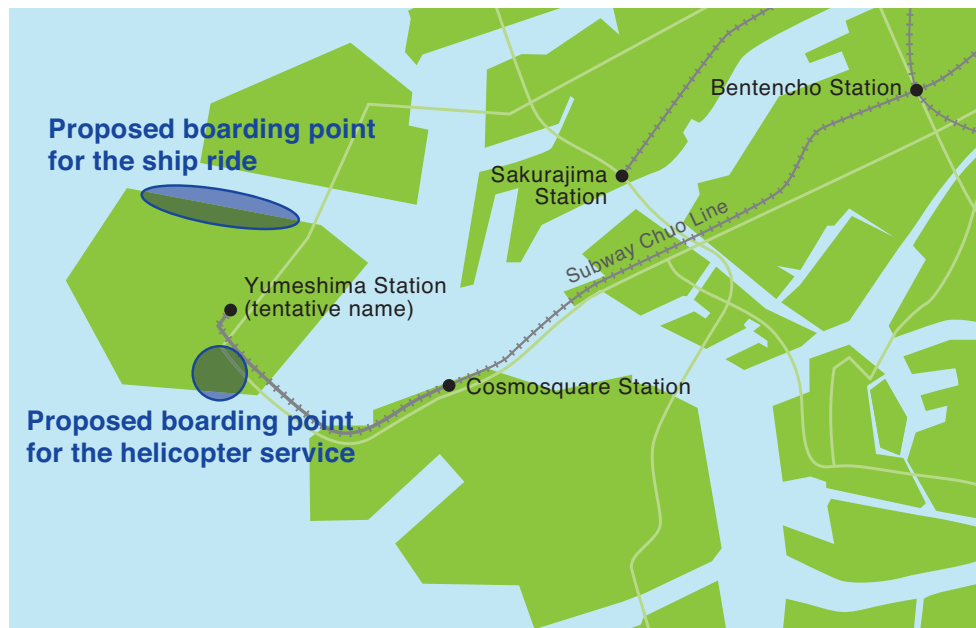 Bentencho Station
Proposed boarding point
for the ship ride
Sakurajima
Station
Subway Chuo Line
Yumeshima Station
(tentative name)
Cosmosquare Station
Proposed boarding point
for the helicopter service